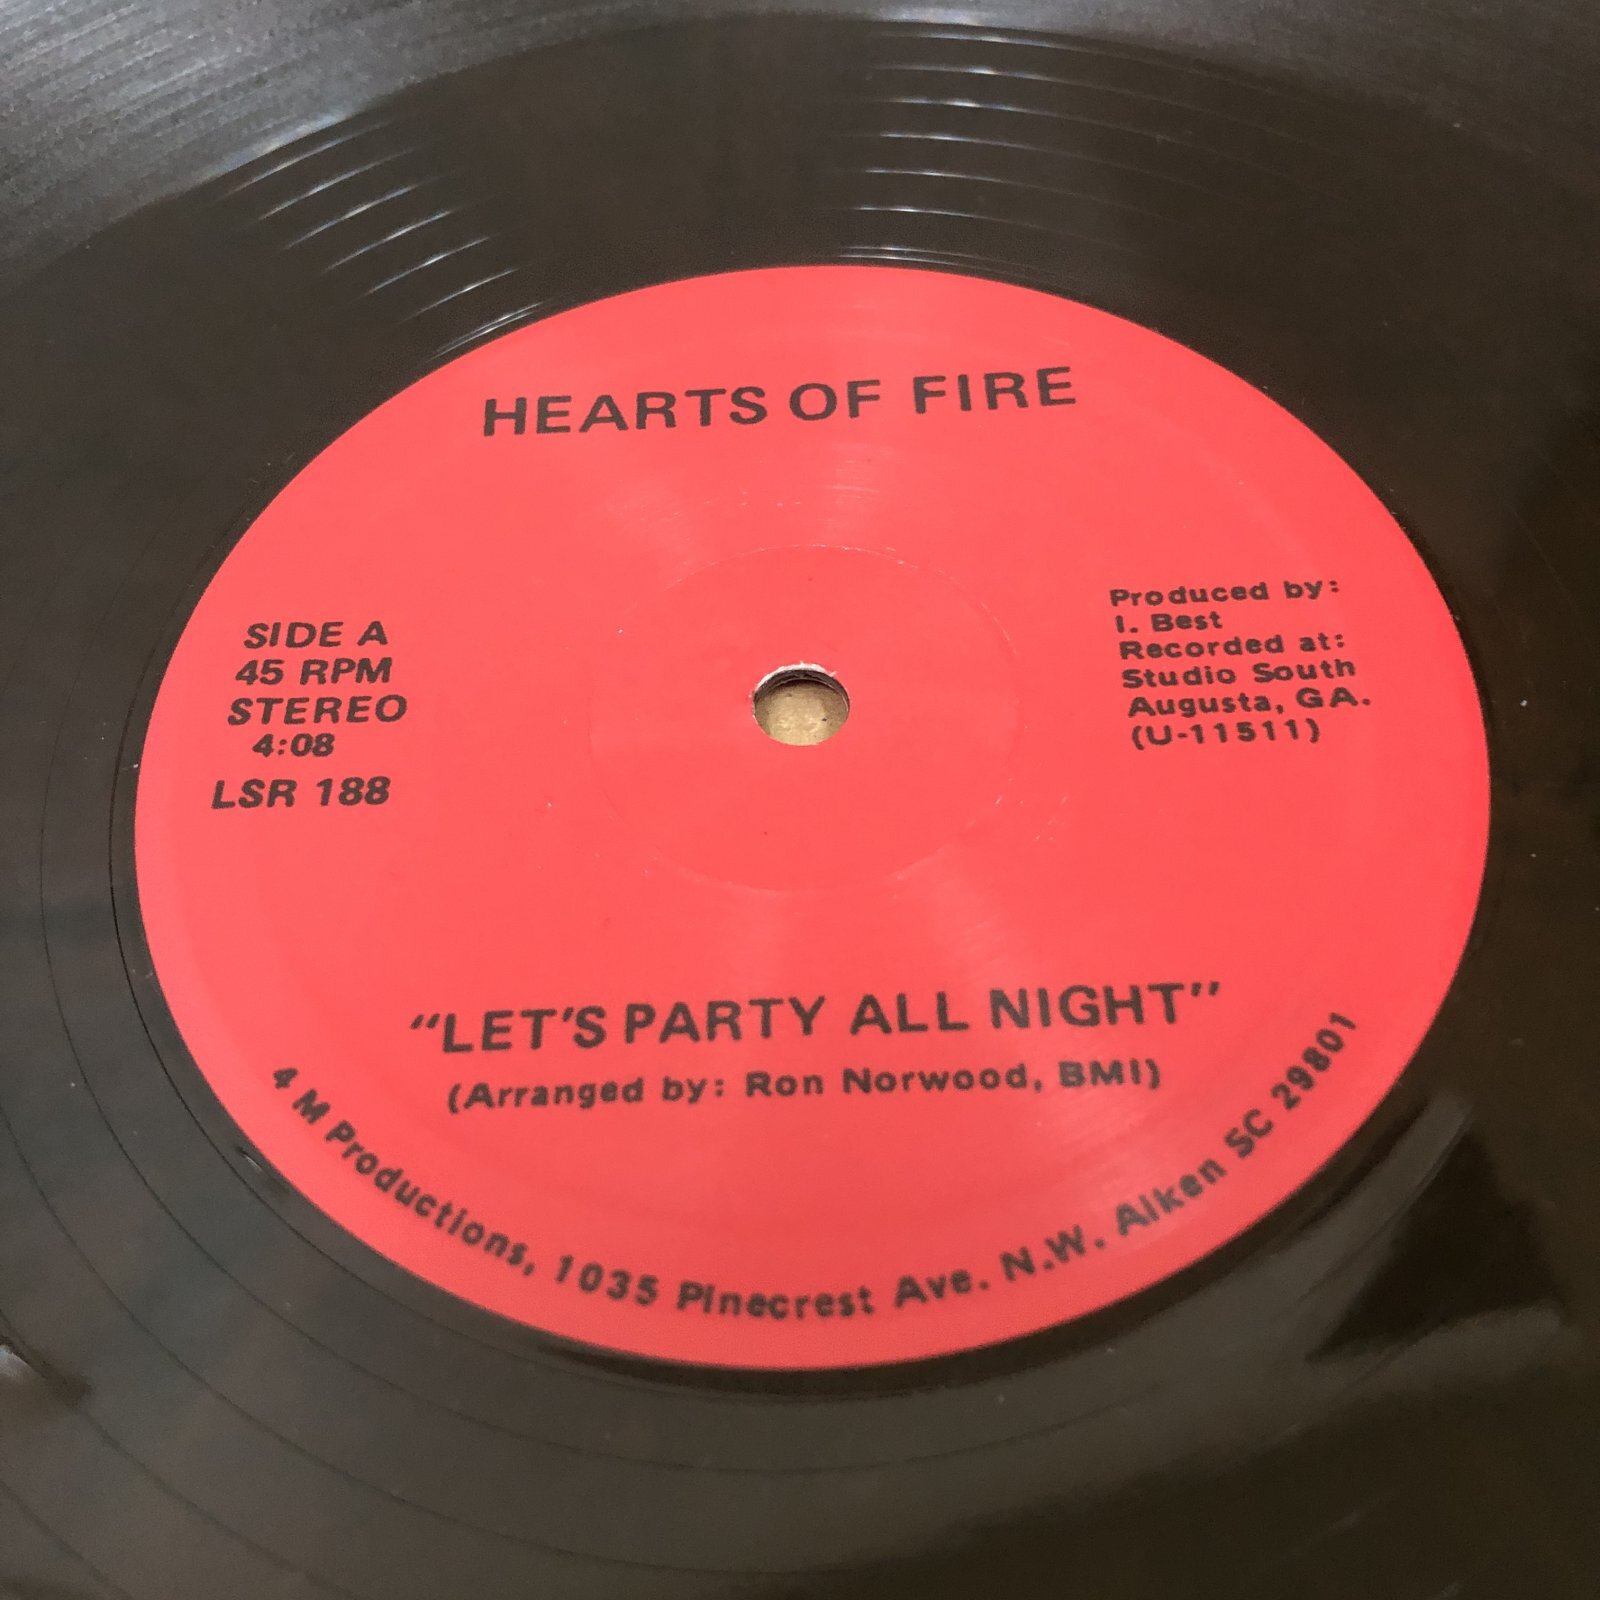 HEARTS OF FIRE
SIDE A
45 RPM
STEREO
4:08
LSR 188
Produced by:
I. Best
Recorded at:
Studio South
Augusta, GA.
(U-11511)
"LET'S PARTY ALL NIGHT"
(Arranged by: Ron Norwood, BMI)
4 M Productions, 1035 Pinecrest Ave. N.W. Aiken SC 29801